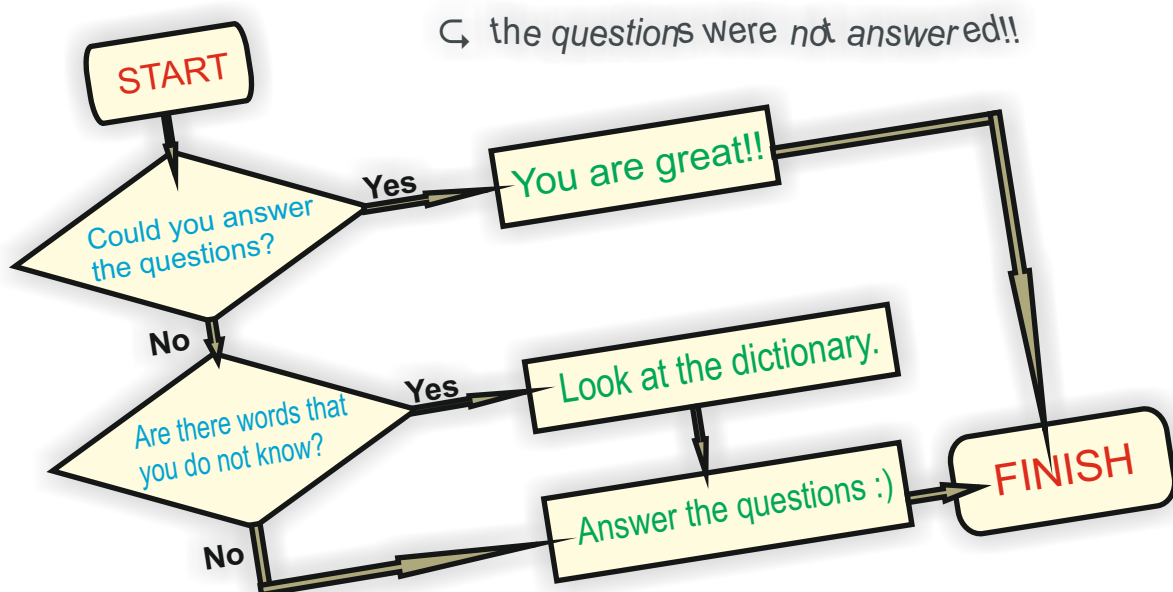 ⤷ the questions were not answered!!
START
Could you answer
the questions?
Yes
You are great!!
No
Are there words that
you do not know?
Yes
Look at the dictionary.
No
Answer the questions :)
FINISH